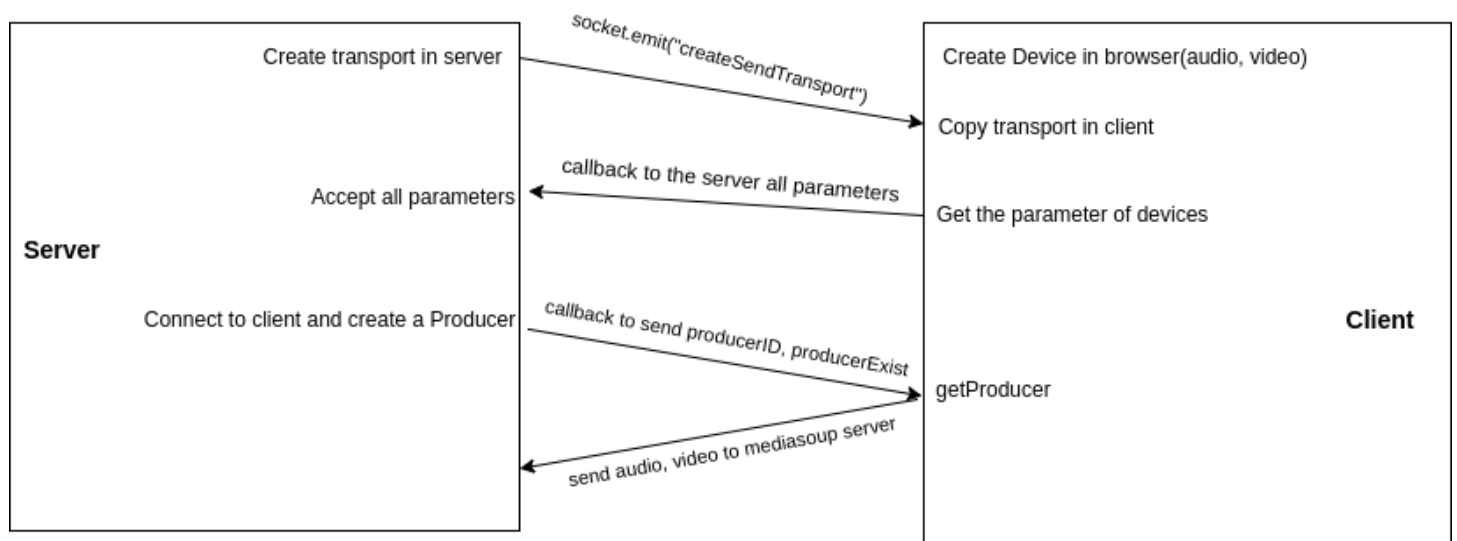 socket.emit("createSendTransport")
Create transport in server
Create Device in browser(audio, video)
Copy transport in client
callback to the server all parameters
Accept all parameters
Get the parameter of devices
Server
Connect to client and create a Producer
callback to send producerID, producerExist
Client
getProducer
send audio, video to mediasoup server